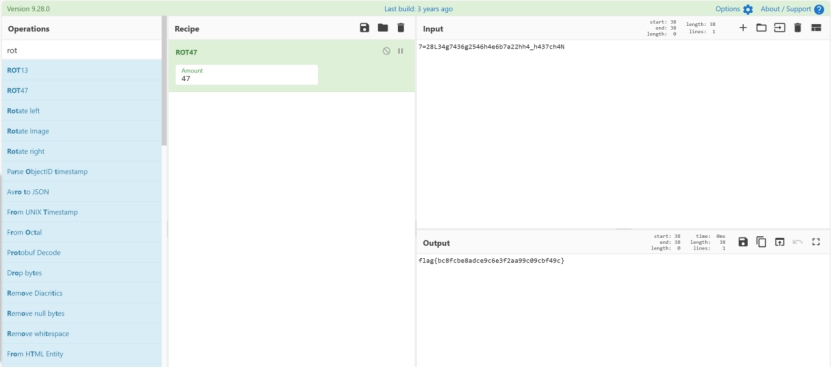 Version 9.28.0
Last build: 3 years ago
Options
About / Support
Operations
rot
ROT13
ROT47
Rotate left
Rotate Image
Rotate right
Parse ObjectID timestamp
Avro to JSON
From UNIX Timestamp
From Octal
Protobuf Decode
Drop bytes
Remove Diacritics
Remove null bytes
Remove whitespace
From HTML Entity
Recipe
ROT47
Amount
47
Input
start: 38 length: 38
end: 38 lines: 1
length: 0
7=28L34g7436g2546h4e6b7a22hh4_h437ch4N
Output
start: 38 time: 0ms
end: 38 length: 38
length: 0 lines: 1
flag{bc8fcbe8adce9c6e3f2aa99c09cbf49c}